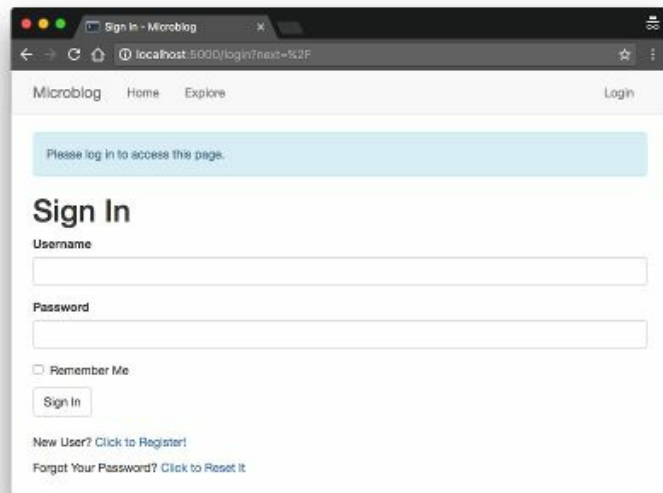 Sign In - Microblog
localhost:5000/login?next=%2F
Microblog Home Explore Login
Please log in to access this page.
Sign In
Username
Password
Remember Me
Sign In
New User? Click to Register!
Forgot Your Password? Click to Reset It